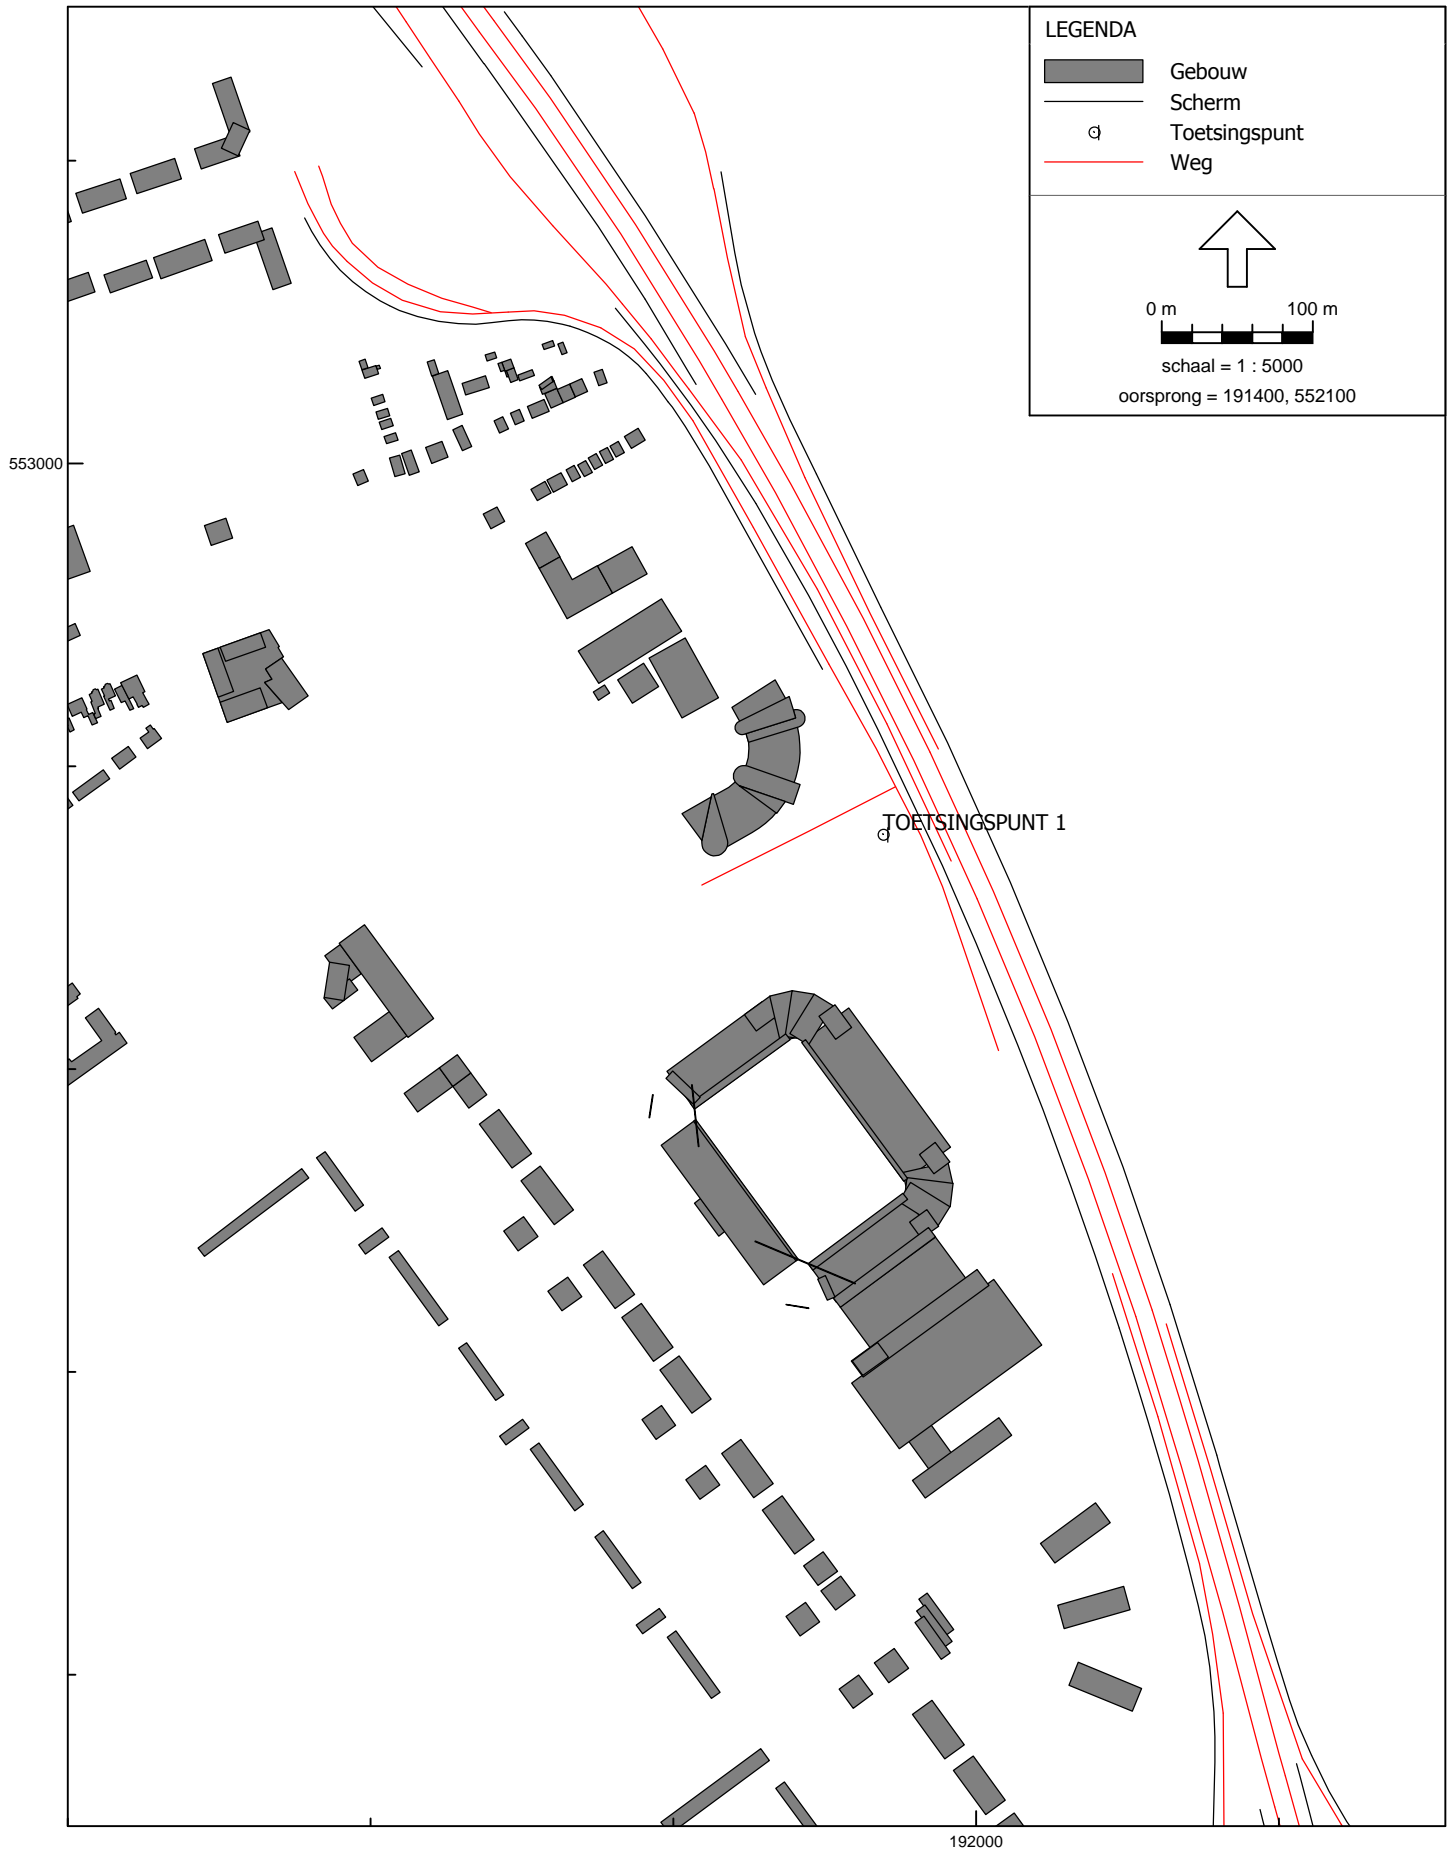 LEGENDA
Gebouw
Scherm
Toetsingspunt
Weg
0 m 100 m
schaal = 1 : 5000
oorsprong = 191400, 552100
553000
TOETSINGSPUNT 1
192000